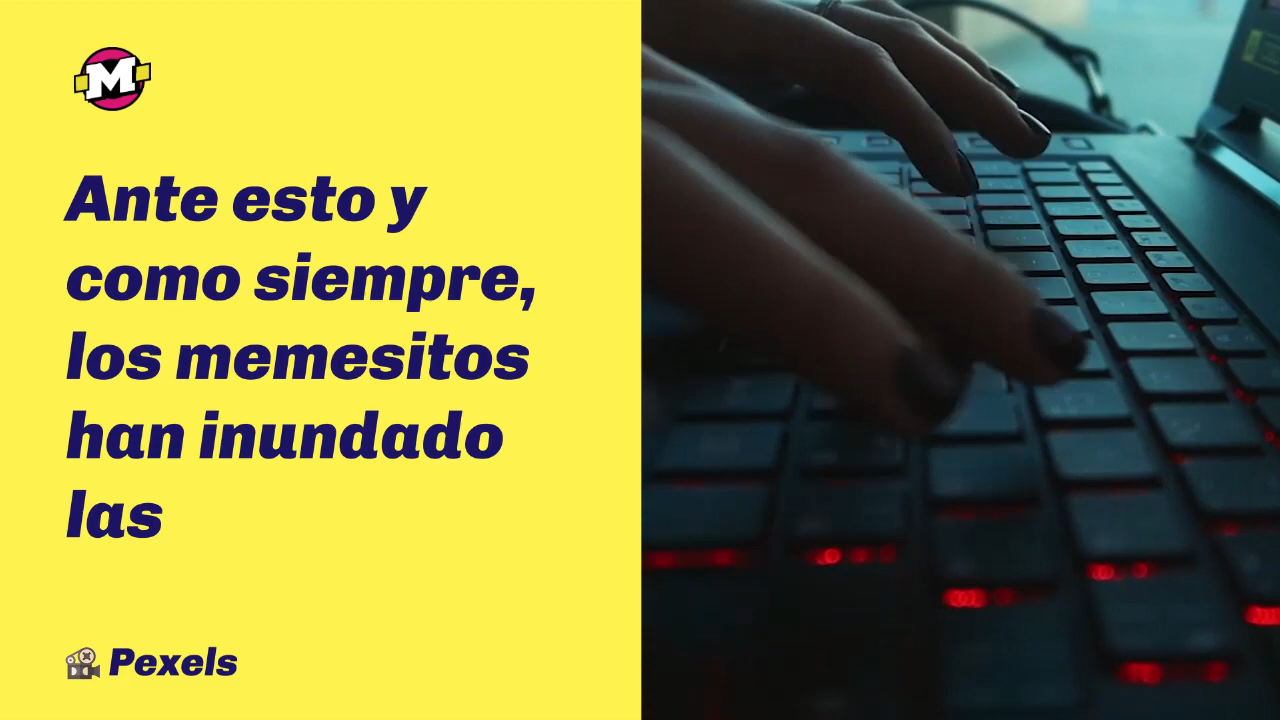 M
Ante esto y
como siempre,
los memesitos
han inundado
las
Pexels